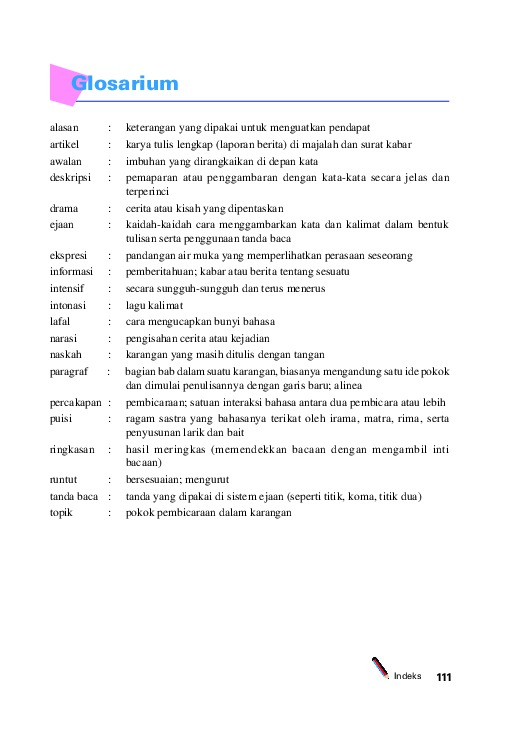 Glosarium
alasan : keterangan yang dipakai untuk menguatkan pendapat
artikel : karya tulis lengkap (laporan berita) di majalah dan surat kabar
awalan : imbuhan yang dirangkaikan di depan kata
deskripsi : pemaparan atau penggambaran dengan kata-kata secara jelas dan
terperinci
drama : cerita atau kisah yang dipentaskan
ejaan : kaidah-kaidah cara menggambarkan kata dan kalimat dalam bentuk
tulisan serta penggunaan tanda baca
ekspresi : pandangan air muka yang memperlihatkan perasaan seseorang
informasi : pemberitahuan; kabar atau berita tentang sesuatu
intensif : secara sungguh-sungguh dan terus menerus
intonasi : lagu kalimat
lafal : cara mengucapkan bunyi bahasa
narasi : pengisahan cerita atau kejadian
naskah : karangan yang masih ditulis dengan tangan
paragraf : bagian bab dalam suatu karangan, biasanya mengandung satu ide pokok
dan dimulai penulisannya dengan garis baru; alinea
percakapan : pembicaraan; satuan interaksi bahasa antara dua pembicara atau lebih
puisi : ragam sastra yang bahasanya terikat oleh irama, matra, rima, serta
penyusunan larik dan bait
ringkasan : hasil meringkas (memendekkan bacaan dengan mengambil inti
bacaan)
runtut : bersesuaian; mengurut
tanda baca : tanda yang dipakai di sistem ejaan (seperti titik, koma, titik dua)
topik : pokok pembicaraan dalam karangan
Indeks 111